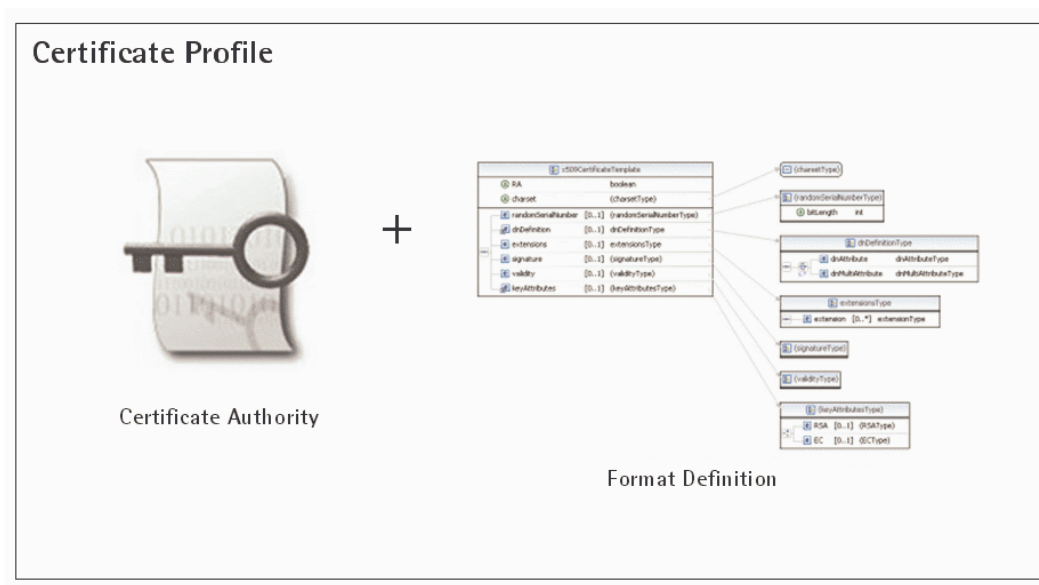 Certificate Profile
x509CertificateTemplate
RA boolean
charset (charsetType)
randomSerialNumber [0..1] (randomSerialNumberType)
dnDefinition [0..1] dnDefinitionType
extensions [0..1] extensionsType
signature [0..1] (signatureType)
validity [0..1] (validityType)
keyAttributes [0..1] (keyAttributesType)
(charsetType)
(randomSerialNumberType)
bitLength int
dnDefinitionType
dnAttribute dnAttributeType
dnMultiAttribute dnMultiAttributeType
extensionsType
extension [0..*] extensionType
(signatureType)
(validityType)
(keyAttributesType)
RSA [0..1] (RSAType)
EC [0..1] (ECType)
+
Certificate Authority
Format Definition